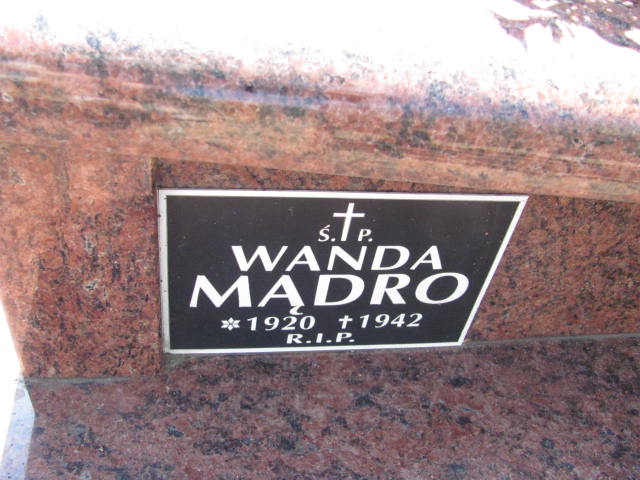 Ś. P.
WANDA
MĄDRO
* 1920 † 1942
R.I.P.